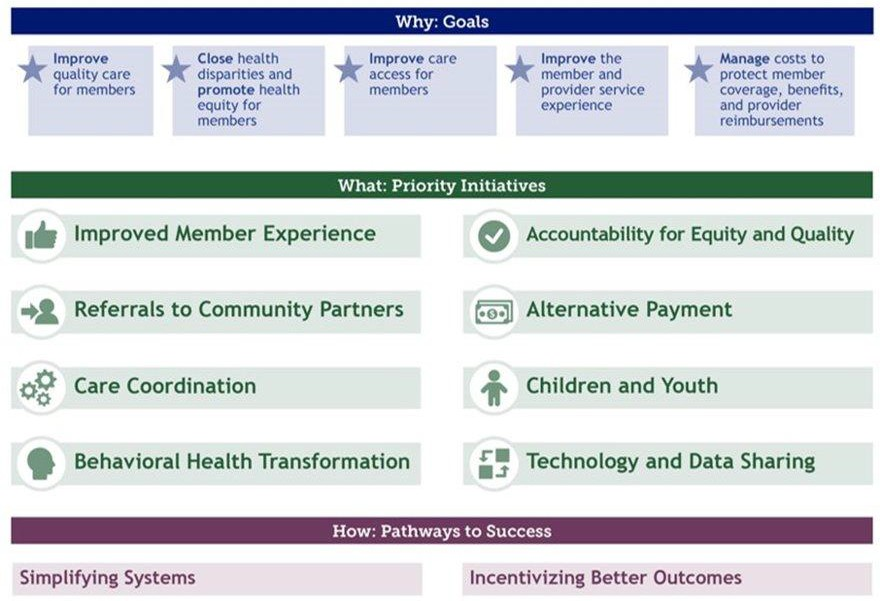 Why: Goals
Improve
quality care
for members
Close health
disparities and
promote health
equity for
members
Improve care
access for
members
Improve the
member and
provider service
experience
Manage costs to
protect member
coverage, benefits,
and provider
reimbursements
What: Priority Initiatives
Improved Member Experience
Accountability for Equity and Quality
Referrals to Community Partners
Alternative Payment
Care Coordination
Children and Youth
Behavioral Health Transformation
Technology and Data Sharing
How: Pathways to Success
Simplifying Systems
Incentivizing Better Outcomes